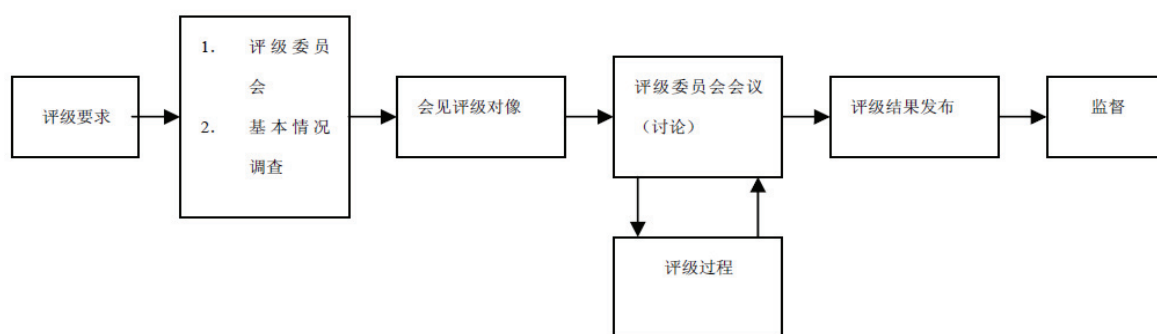 评级要求
1. 评级委员
会
2. 基本情况
调查
会见评级对像
评级委员会会议
（讨论）
评级结果发布
监督
评级过程